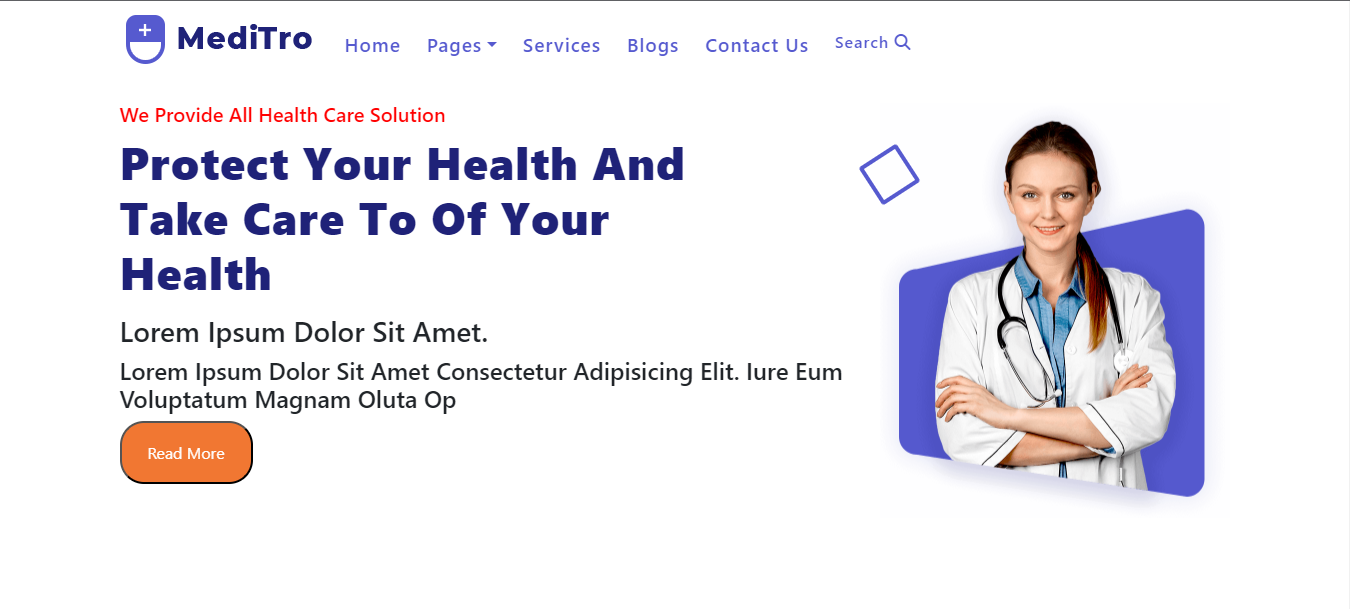 MediTro
Home Pages Services Blogs Contact Us Search
We Provide All Health Care Solution
Protect Your Health And
Take Care To Of Your
Health
Lorem Ipsum Dolor Sit Amet.
Lorem Ipsum Dolor Sit Amet Consectetur Adipisicing Elit. Iure Eum
Voluptatum Magnam Oluta Op
Read More